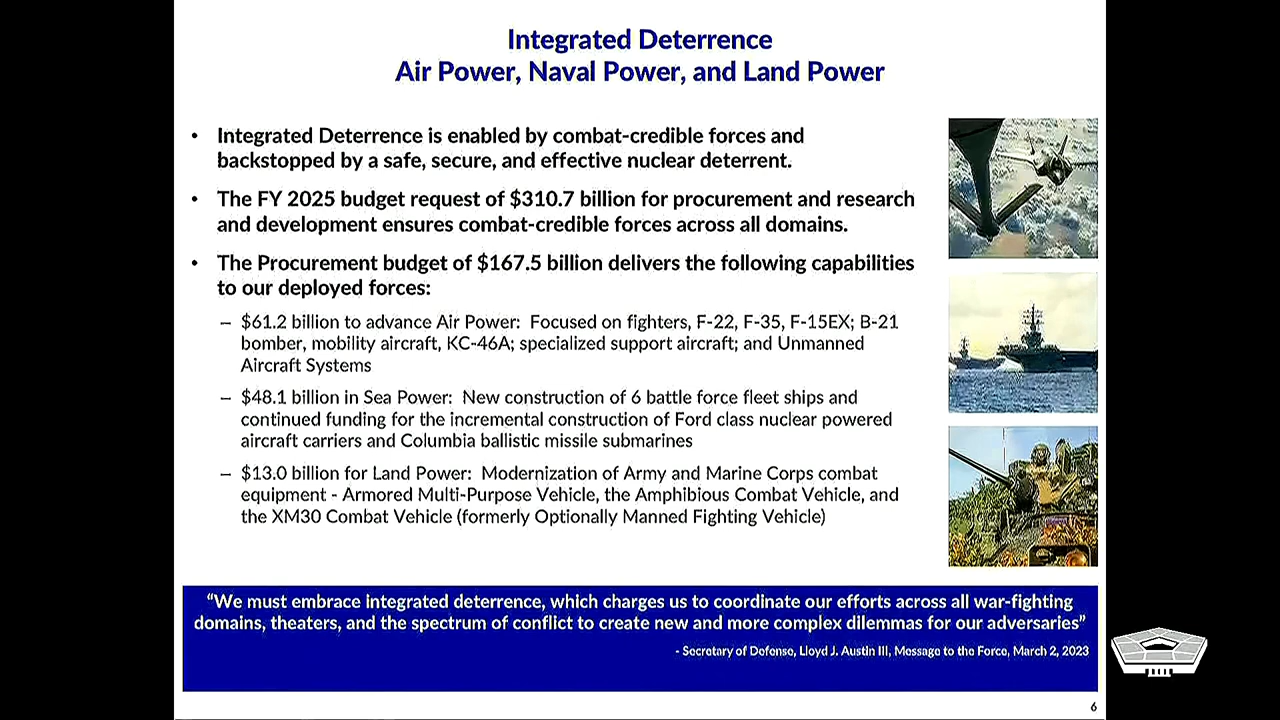 Integrated Deterrence
Air Power, Naval Power, and Land Power
• Integrated Deterrence is enabled by combat-credible forces and
backstopped by a safe, secure, and effective nuclear deterrent.
• The FY 2025 budget request of $310.7 billion for procurement and research
and development ensures combat-credible forces across all domains.
• The Procurement budget of $167.5 billion delivers the following capabilities
to our deployed forces:
– $61.2 billion to advance Air Power: Focused on fighters, F-22, F-35, F-15EX; B-21
bomber, mobility aircraft, KC-46A; specialized support aircraft; and Unmanned
Aircraft Systems
– $48.1 billion in Sea Power: New construction of 6 battle force fleet ships and
continued funding for the incremental construction of Ford class nuclear powered
aircraft carriers and Columbia ballistic missile submarines
– $13.0 billion for Land Power: Modernization of Army and Marine Corps combat
equipment - Armored Multi-Purpose Vehicle, the Amphibious Combat Vehicle, and
the XM30 Combat Vehicle (formerly Optionally Manned Fighting Vehicle)
“We must embrace integrated deterrence, which charges us to coordinate our efforts across all war-fighting
domains, theaters, and the spectrum of conflict to create new and more complex dilemmas for our adversaries”
- Secretary of Defense, Lloyd J. Austin III, Message to the Force, March 2, 2023
6